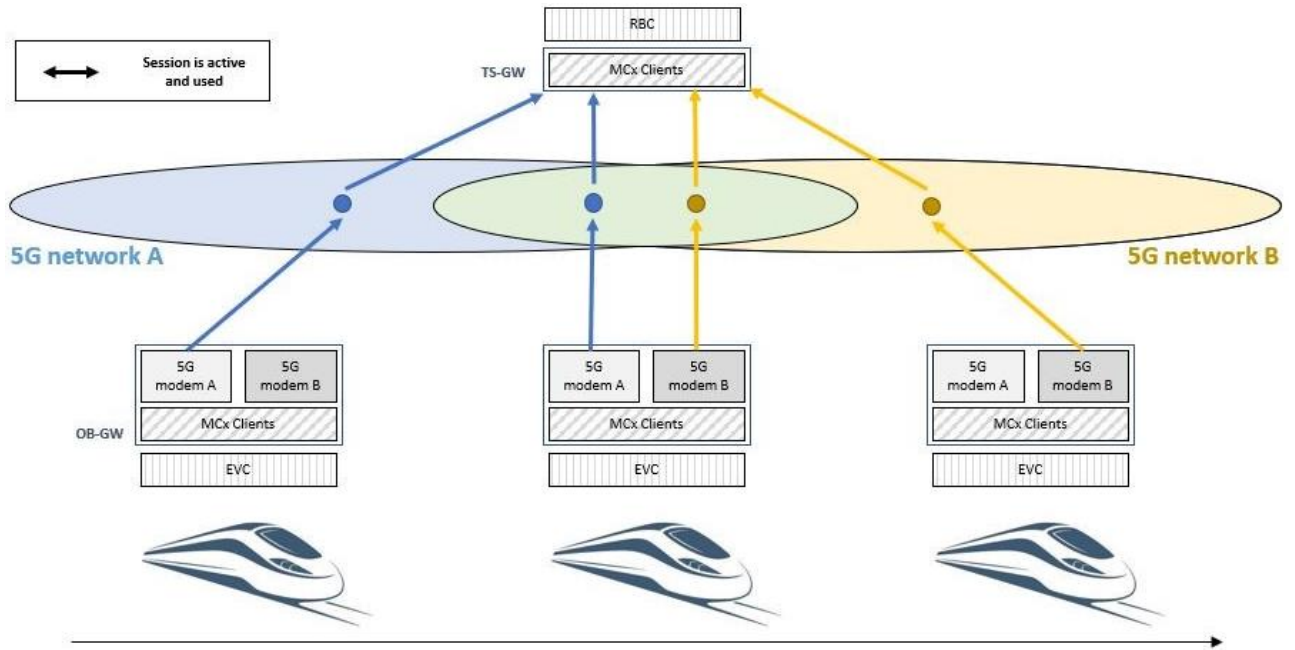 RBC
Session is active
and used
TS-GW
MCx Clients
5G network A
5G network B
5G
modem A
5G
modem B
5G
modem A
5G
modem B
5G
modem A
5G
modem B
OB-GW
MCx Clients
MCx Clients
MCx Clients
EVC
EVC
EVC